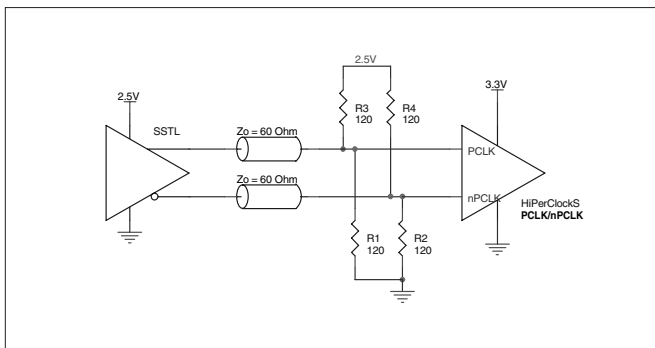 2.5V
3.3V
2.5V
SSTL
Zo = 60 Ohm
R3
120
R4
120
PCLK
Zo = 60 Ohm
nPCLK
HiPerClockS
PCLK/nPCLK
R1
120
R2
120